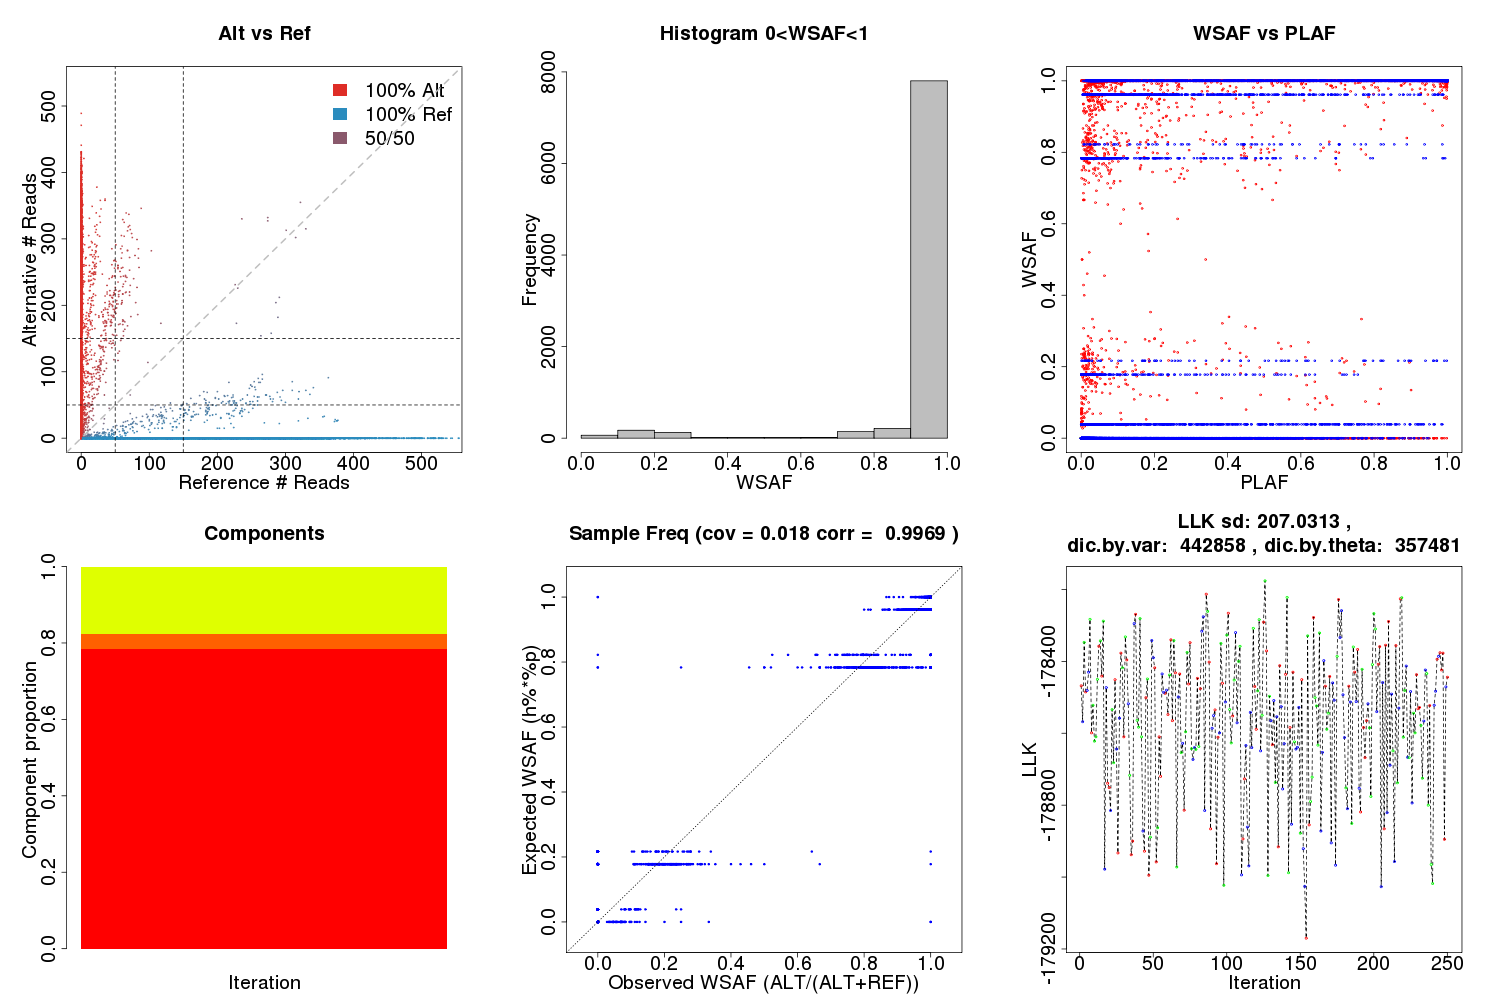 Alt vs Ref
100% Alt
100% Ref
50/50
Alternative # Reads
0 100 200 300 400 500
0 100 200 300 400 500
Reference # Reads
Histogram 0<WSAF<1
Frequency
0 2000 4000 6000 8000
0.0 0.2 0.4 0.6 0.8 1.0
WSAF
WSAF vs PLAF
WSAF
0.0 0.2 0.4 0.6 0.8 1.0
0.0 0.2 0.4 0.6 0.8 1.0
PLAF
Components
Component proportion
0.0 0.2 0.4 0.6 0.8 1.0
Iteration
Sample Freq (cov = 0.018 corr = 0.9969 )
Expected WSAF (h%*%p)
0.0 0.2 0.4 0.6 0.8 1.0
0.0 0.2 0.4 0.6 0.8 1.0
Observed WSAF (ALT/(ALT+REF))
LLK sd: 207.0313 ,
dic.by.var: 442858 , dic.by.theta: 357481
LLK
-179200 -178800 -178400
0 50 100 150 200 250
Iteration